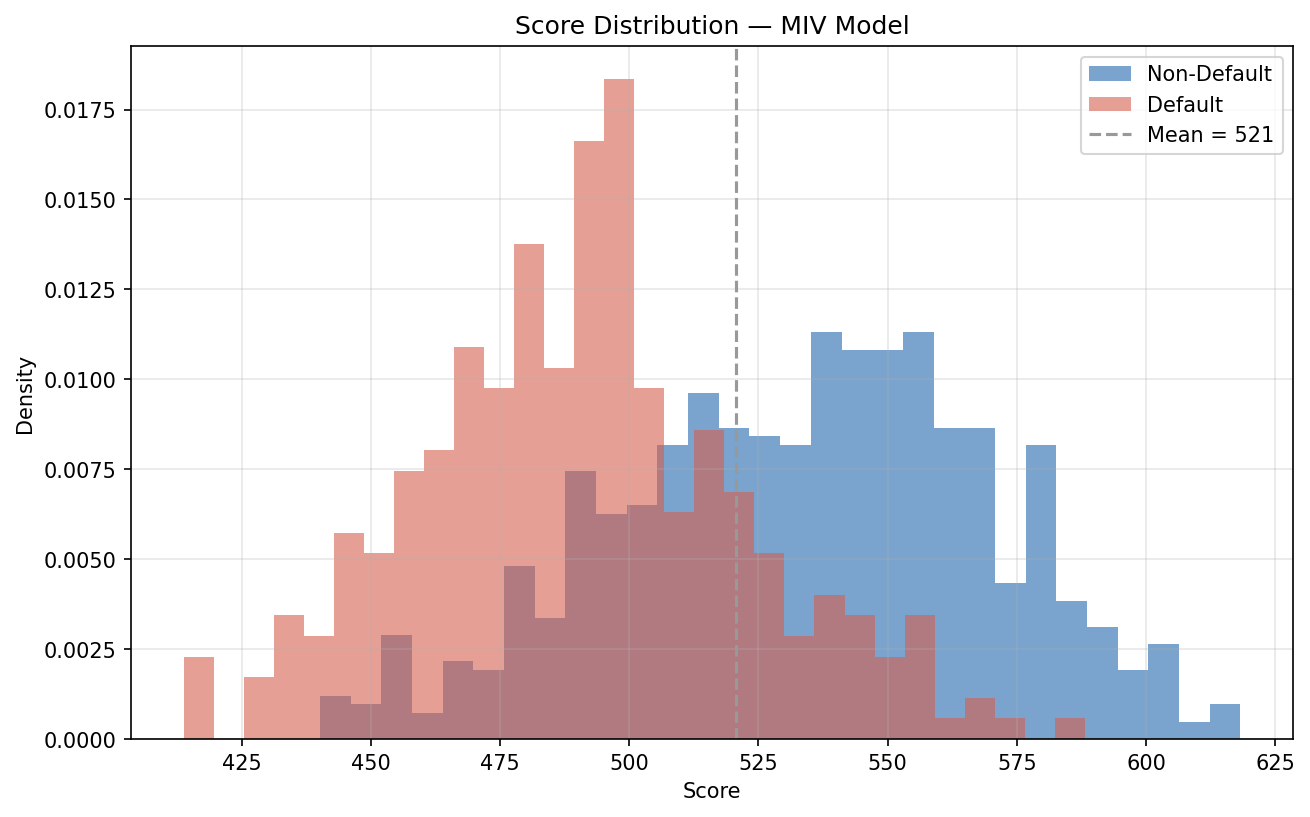 Score Distribution — MIV Model
Non-Default
Default
Mean = 521
0.0175
0.0150
0.0125
0.0100
0.0075
0.0050
0.0025
0.0000
Density
425 450 475 500 525 550 575 600 625
Score